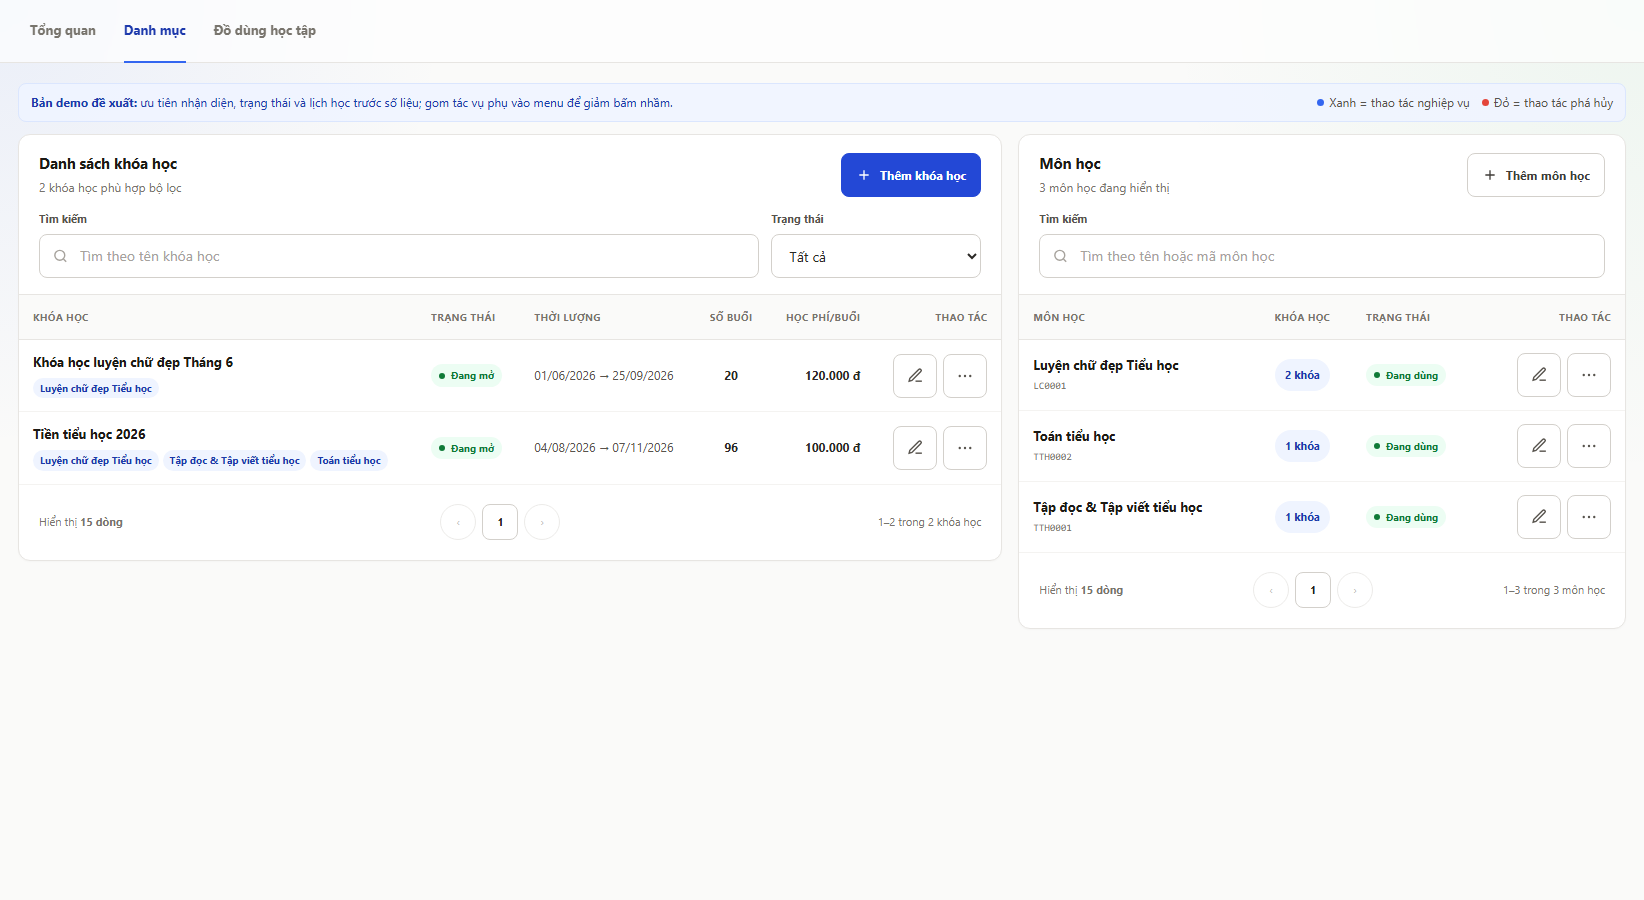 Tổng quan Danh mục Đồ dùng học tập
Bản demo đề xuất: ưu tiên nhận diện, trạng thái và lịch học trước số liệu; gom tác vụ phụ vào menu để giảm bấm nhầm.
Xanh = thao tác nghiệp vụ Đỏ = thao tác phá hủy
Danh sách khóa học
2 khóa học phù hợp bộ lọc
+ Thêm khóa học
Tìm kiếm
Tìm theo tên khóa học
Trạng thái
Tất cả
KHÓA HỌC TRẠNG THÁI THỜI LƯỢNG SỐ BUỔI HỌC PHÍ/BUỔI THAO TÁC
Khóa học luyện chữ đẹp Tháng 6
Luyện chữ đẹp Tiểu học
Đang mở 01/06/2026 → 25/09/2026 20 120.000 đ
Tiền tiểu học 2026
Luyện chữ đẹp Tiểu học Tập đọc & Tập viết tiểu học Toán tiểu học
Đang mở 04/08/2026 → 07/11/2026 96 100.000 đ
Hiển thị 15 dòng ‹ 1 › 1–2 trong 2 khóa học
Môn học
3 môn học đang hiển thị
+ Thêm môn học
Tìm kiếm
Tìm theo tên hoặc mã môn học
MÔN HỌC KHÓA HỌC TRẠNG THÁI THAO TÁC
Luyện chữ đẹp Tiểu học
LC0001
2 khóa Đang dùng
Toán tiểu học
TTH0002
1 khóa Đang dùng
Tập đọc & Tập viết tiểu học
TTH0001
1 khóa Đang dùng
Hiển thị 15 dòng ‹ 1 › 1–3 trong 3 môn học